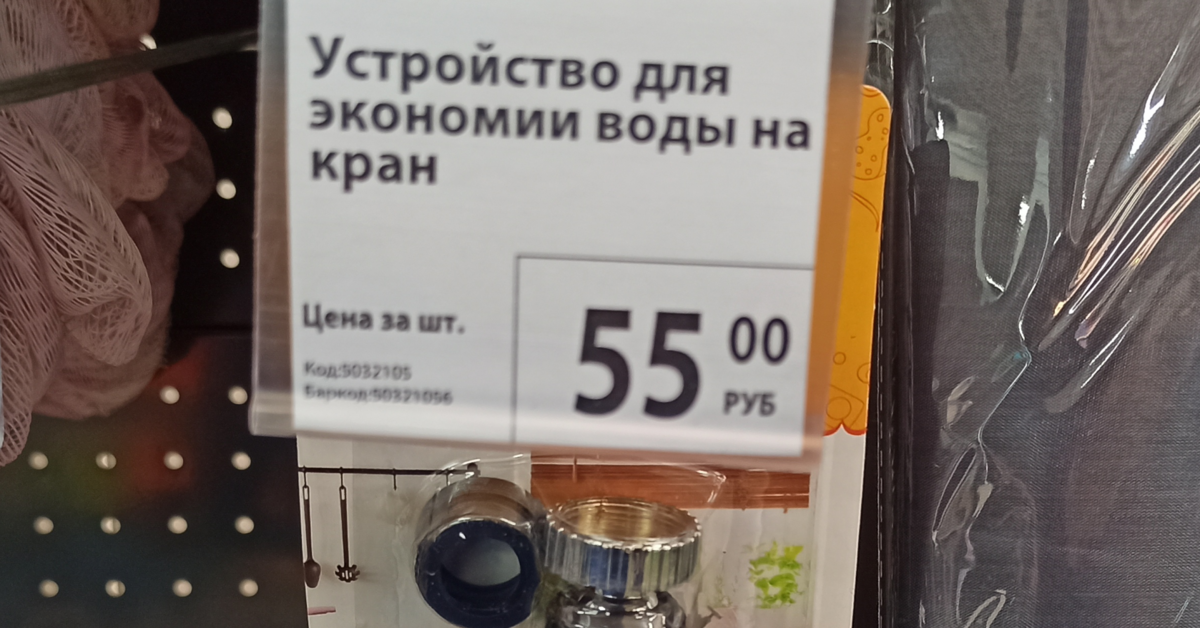 Устройство для
экономии воды на
кран
Цена за шт.
55 00
РУБ
Код:5032105
Баркод:50321056